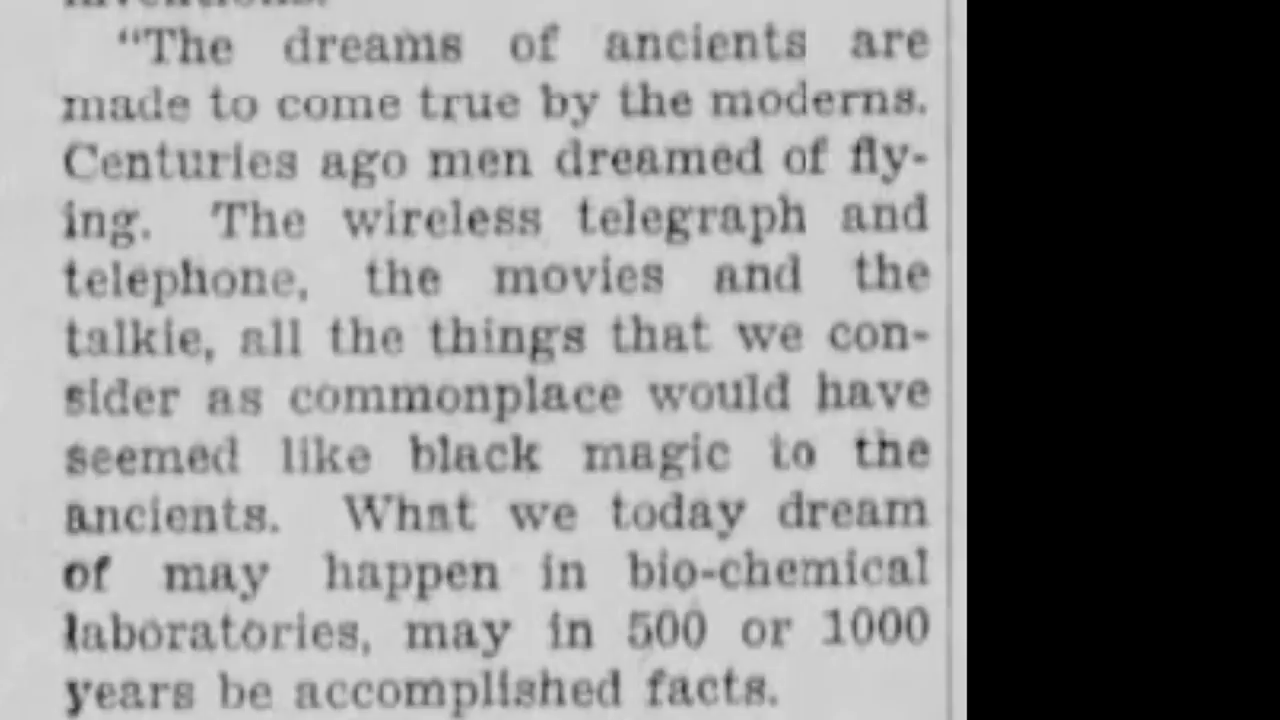 inventions.
"The dreams of ancients are
made to come true by the moderns.
Centuries ago men dreamed of fly-
ing. The wireless telegraph and
telephone, the movies and the
talkie, all the things that we con-
sider as commonplace would have
seemed like black magic to the
ancients. What we today dream
of may happen in bio-chemical
laboratories, may in 500 or 1000
years be accomplished facts.